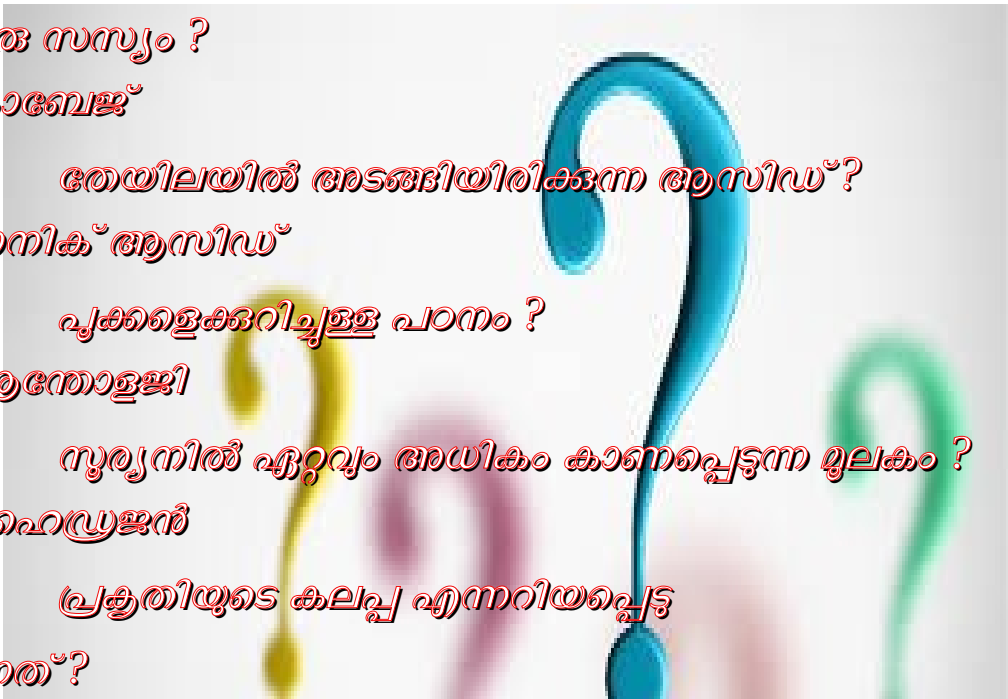 രു സസ്യം ?
ാബേജ്
തേയിലയിൽ അടങ്ങിയിരിക്കുന്ന ആസിഡ് ?
നിക് ആസിഡ്
പൂക്കളെക്കുറിച്ചുള്ള പഠനം ?
ആന്തോളജി
സൂര്യനിൽ ഏറ്റവും അധികം കാണപ്പെടുന്ന മൂലകം ?
ഹൈഡ്രജൻ
പ്രകൃതിയുടെ കലപ്പ എന്നറിയപ്പെടു
ത് ?